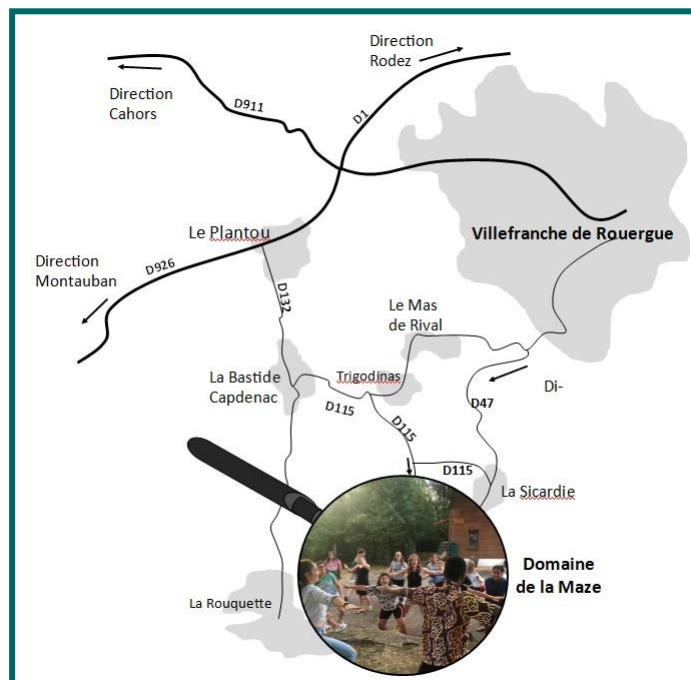 Direction
Rodez
Direction
Cahors
D911
D1
Le Plantou
Villefranche de Rouergue
Direction
Montauban
D926
D132
Le Mas
de Rival
La Bastide
Capdenac
Trigodinas
Di-
D47
D115
D115
D115
La Sicardie
Domaine
de la Maze
La Rouquette